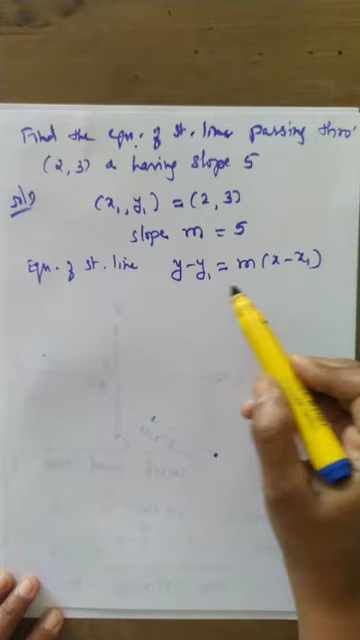 Find the eqn. of st. line passing thro'
(2, 3) a having slope 5
Soln
(x₁, y₁) = (2, 3)
slope m = 5
Eqn. of st. line y-y₁ = m(x-x₁)